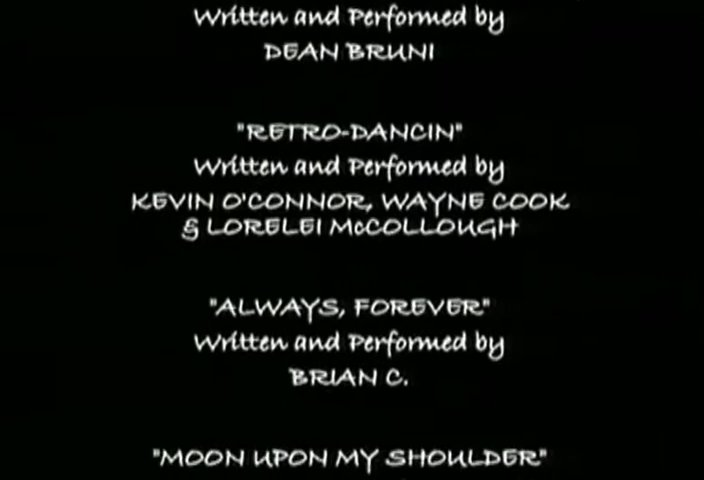 Written and Performed by
DEAN BRUNI
"RETRO-DANCIN"
Written and Performed by
KEVIN O'CONNOR, WAYNE COOK
& LORELEI McCOLLOUGH
"ALWAYS, FOREVER"
Written and Performed by
BRIAN C.
"MOON UPON MY SHOULDER"